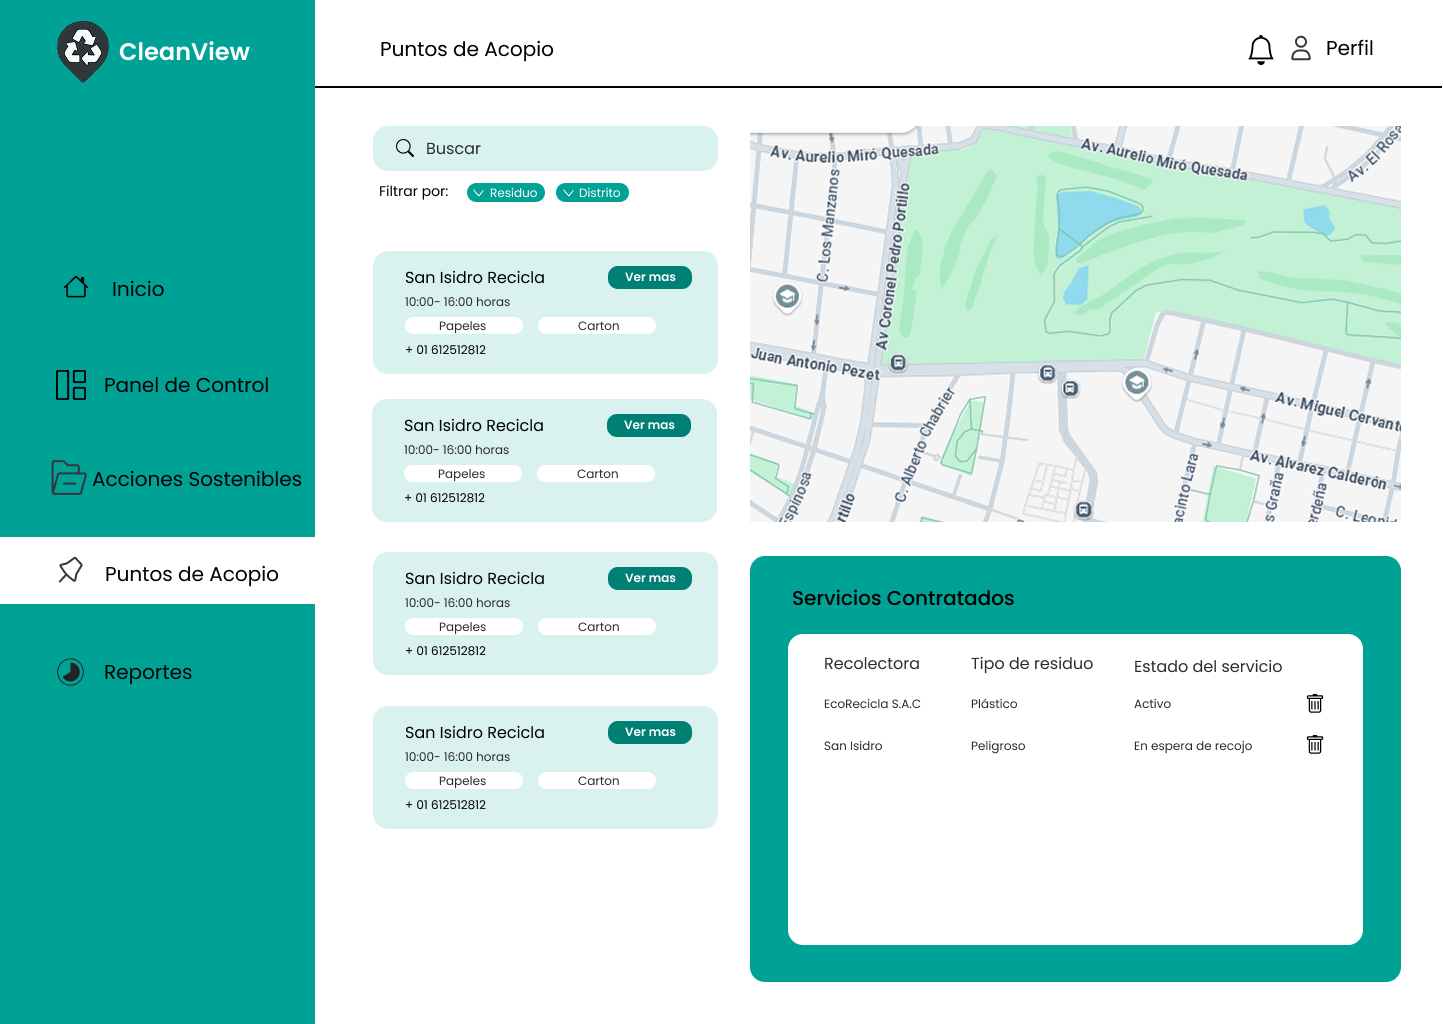 CleanView
Inicio
Panel de Control
Acciones Sostenibles
Puntos de Acopio
Reportes
Puntos de Acopio
Perfil
Buscar
Filtrar por:
Residuo
Distrito
San Isidro Recicla
Ver mas
10:00- 16:00 horas
Papeles
Carton
+ 01 612512812
San Isidro Recicla
Ver mas
10:00- 16:00 horas
Papeles
Carton
+ 01 612512812
San Isidro Recicla
Ver mas
10:00- 16:00 horas
Papeles
Carton
+ 01 612512812
San Isidro Recicla
Ver mas
10:00- 16:00 horas
Papeles
Carton
+ 01 612512812
Av. Aurelio Miró Quesada
Av. Aurelio Miró Quesada
Av. El Rosa
C. Los Manzanos
Av Coronel Pedro Portillo
Juan Antonio Pezet
C. Alberto Chabrier
Av. Miguel Cervant
Av. Alvarez Calderón
Espinosa
rtillo
acinto Lara
s Graña
erdeña
C. Leonid
Servicios Contratados
Recolectora Tipo de residuo Estado del servicio
EcoRecicla S.A.C Plástico Activo
San Isidro Peligroso En espera de recojo